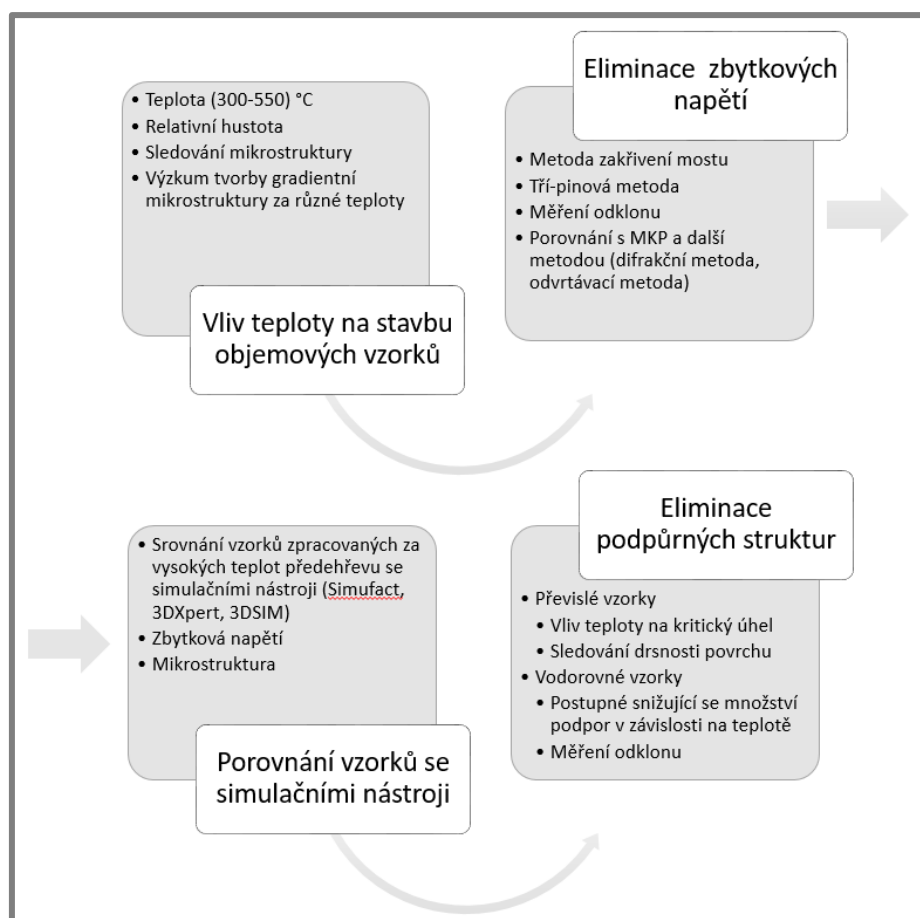 • Teplota (300-550) °C
• Relativní hustota
• Sledování mikrostruktury
• Výzkum tvorby gradientní
mikrostruktury za různé teploty
Vliv teploty na stavbu
objemových vzorků
Eliminace zbytkových
napětí
• Metoda zakřivení mostu
• Tří-pinová metoda
• Měření odklonu
• Porovnání s MKP a další
metodou (difrakční metoda,
odvrtávací metoda)
• Srovnání vzorků zpracovaných za
vysokých teplot předehřevu se
simulačními nástroji (Simufact,
3DXpert, 3DSIM)
• Zbytková napětí
• Mikrostruktura
Porovnání vzorků se
simulačními nástroji
Eliminace
podpůrných struktur
• Převislé vzorky
• Vliv teploty na kritický úhel
• Sledování drsnosti povrchu
• Vodorovné vzorky
• Postupné snižující se množství
podpor v závislosti na teplotě
• Měření odklonu